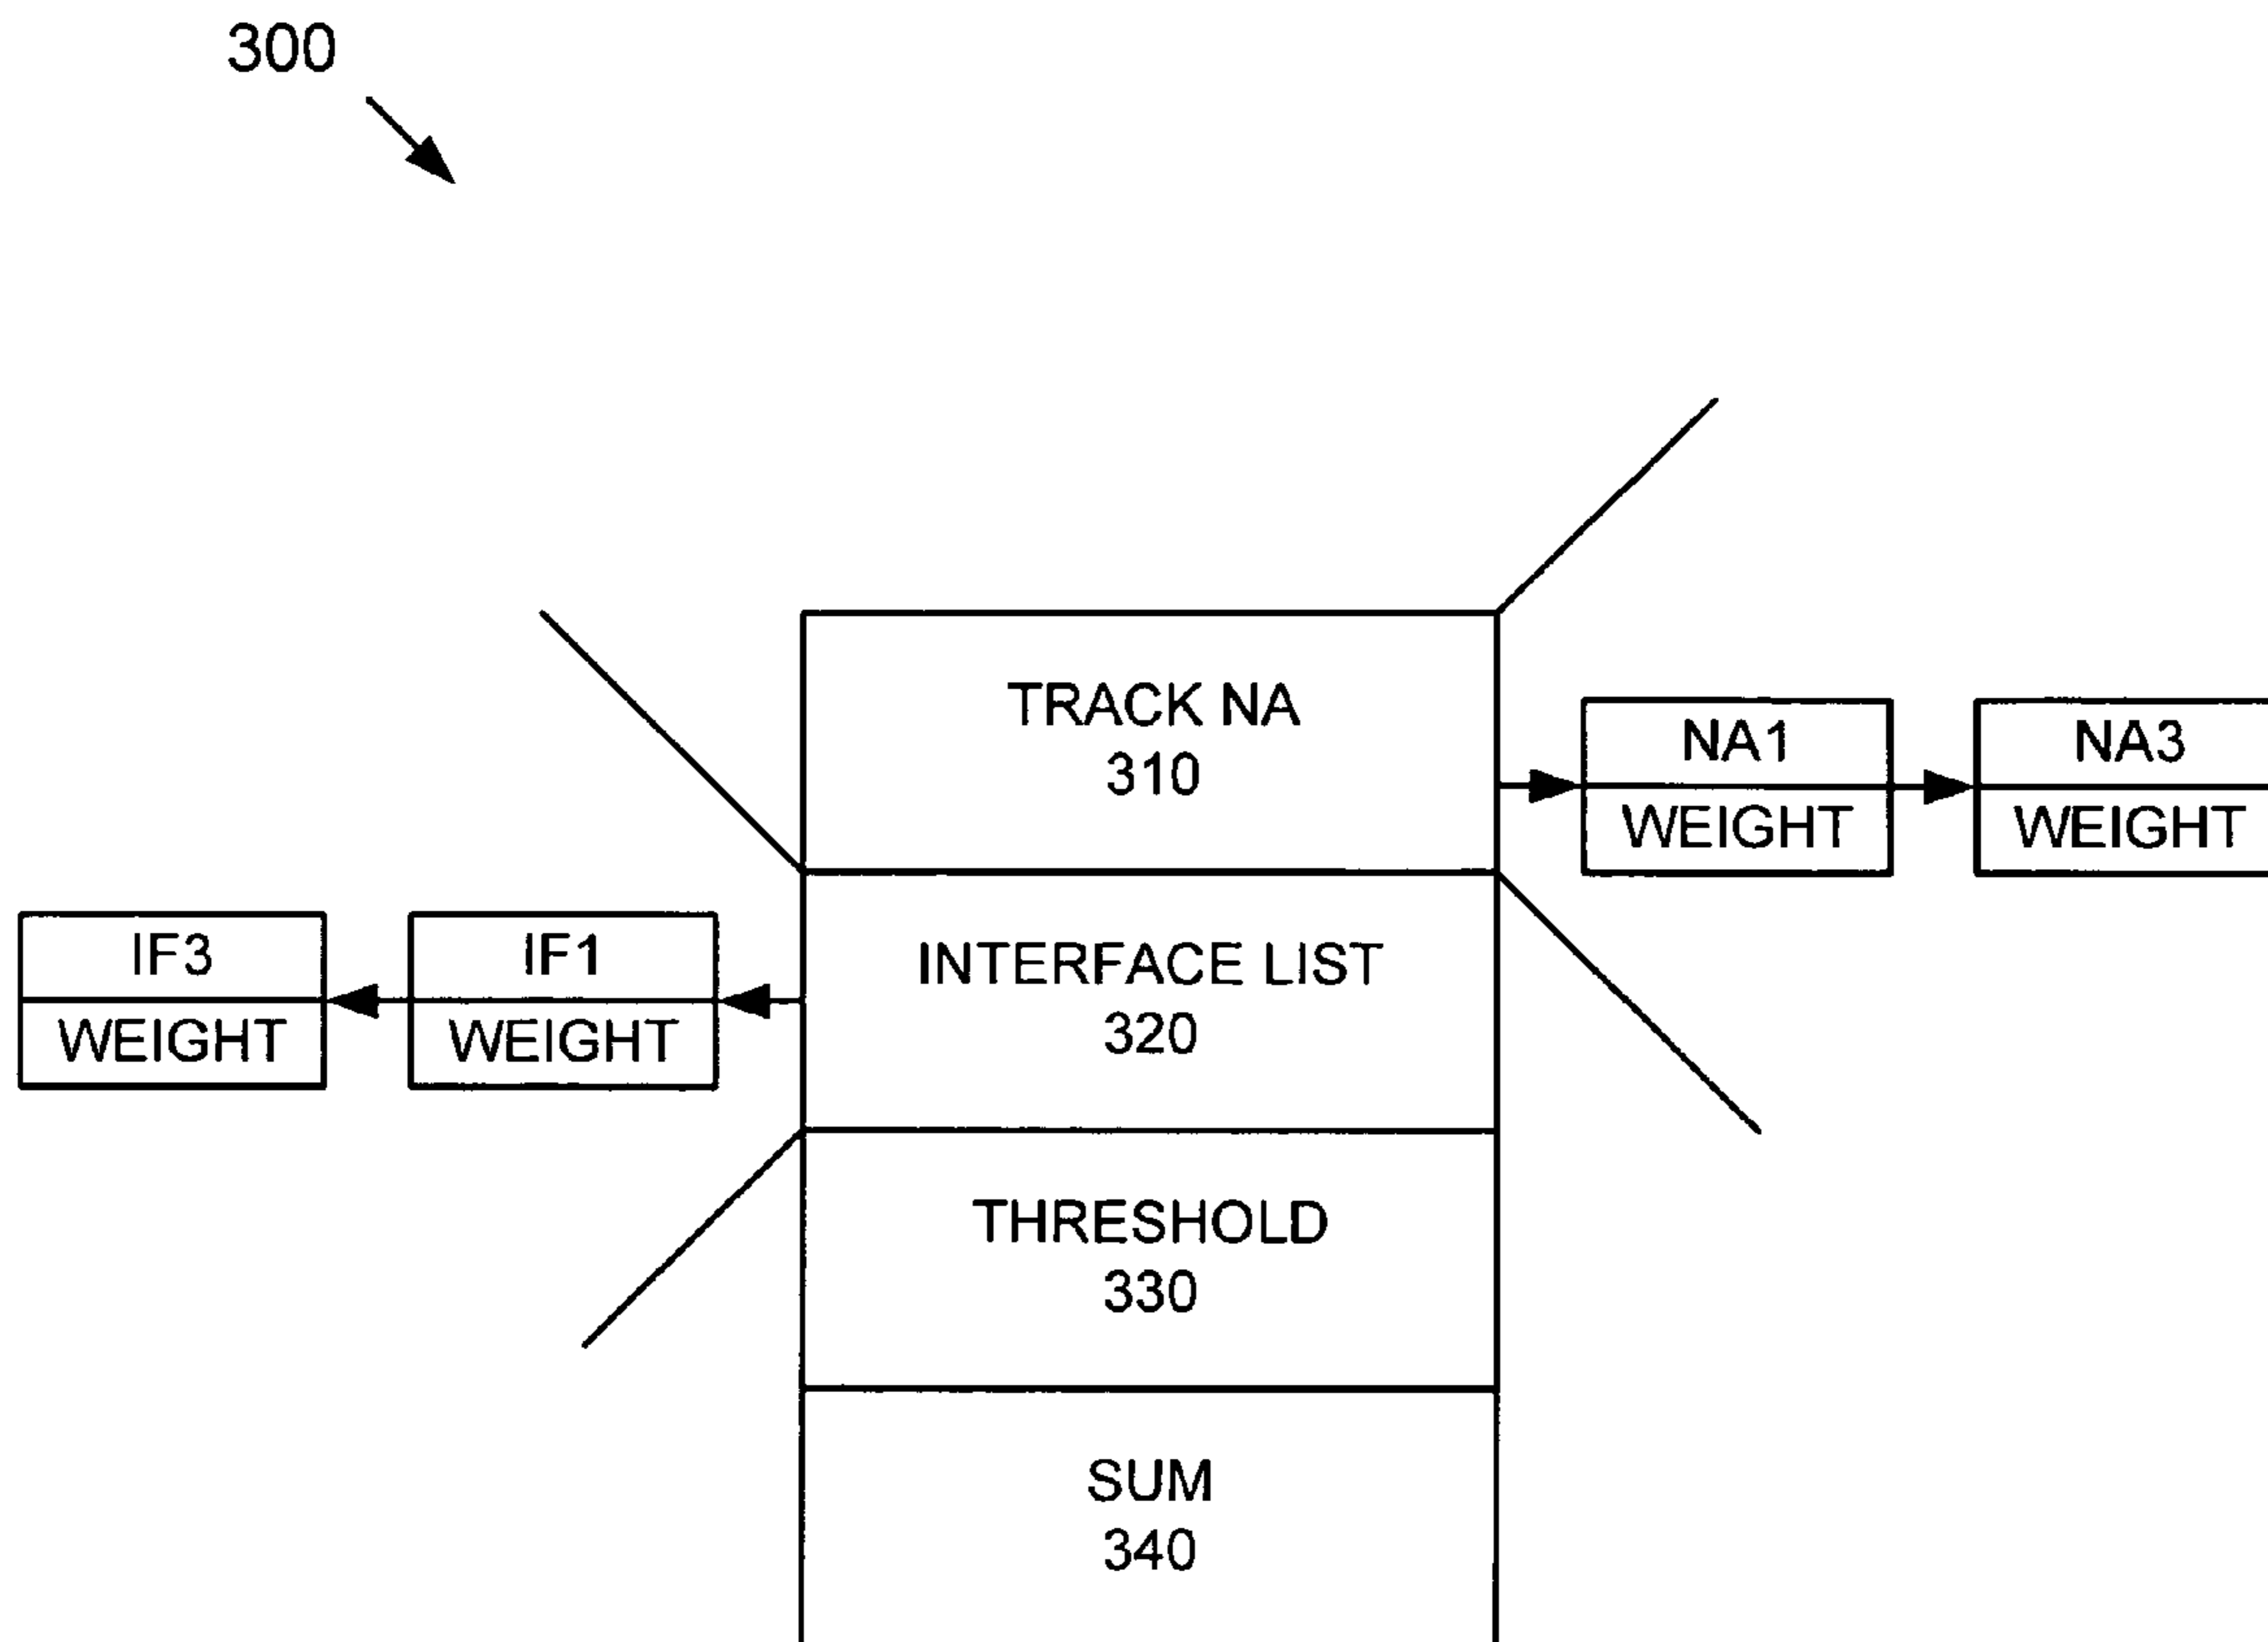 300
TRACK NA
310
NA1
WEIGHT
NA3
WEIGHT
IF3
WEIGHT
IF1
WEIGHT
INTERFACE LIST
320
THRESHOLD
330
SUM
340